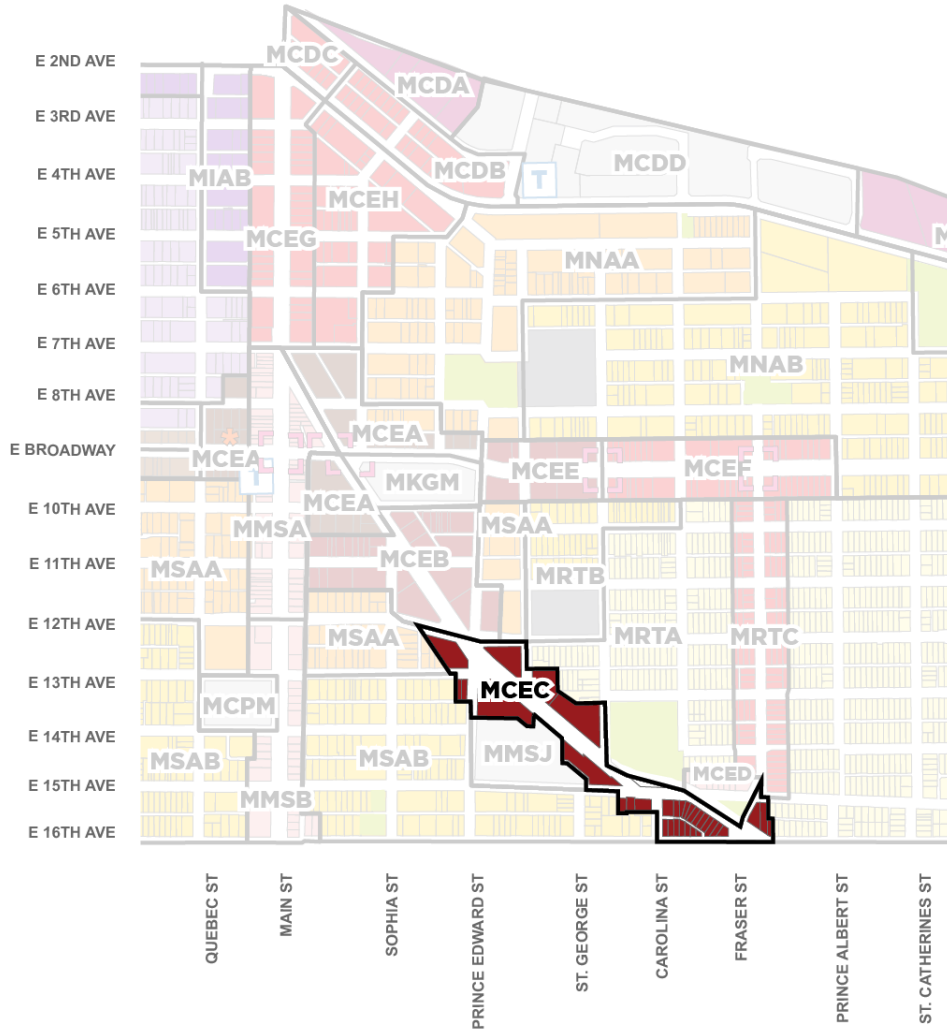 E 2ND AVE
MCDC
MCDA
E 3RD AVE
MCDD
E 4TH AVE
MIAB
MCDB
T
MCEH
E 5TH AVE
MCEG
M
MNAA
E 6TH AVE
E 7TH AVE
MNAB
E 8TH AVE
MCEA
E BROADWAY
MCEA
MCEE
MCEF
T
MKGM
MCEA
E 10TH AVE
MMSA
MSAA
MCEB
E 11TH AVE
MSAA
MRTB
E 12TH AVE
MSAA
MRTA
MRTC
E 13TH AVE
MCEC
MCPM
E 14TH AVE
MSAB
MSAB
MMSJ
MCED
E 15TH AVE
MMSB
E 16TH AVE
QUEBEC ST
MAIN ST
SOPHIA ST
PRINCE EDWARD ST
ST. GEORGE ST
CAROLINA ST
FRASER ST
PRINCE ALBERT ST
ST. CATHERINES ST